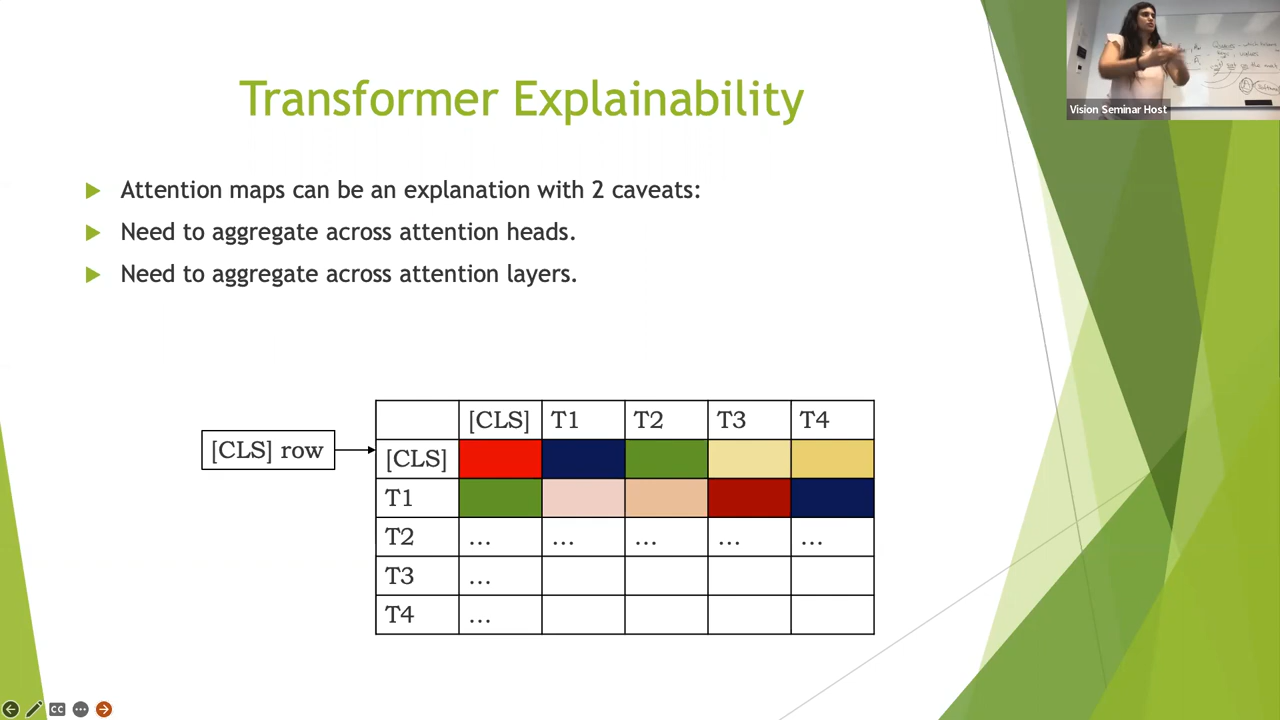 Transformer Explainability
Attention maps can be an explanation with 2 caveats:
Need to aggregate across attention heads.
Need to aggregate across attention layers.
[CLS] row
[CLS] T1 T2 T3 T4
[CLS]
T1
T2 ... ... ... ... ...
T3 ...
T4 ...
Vision Seminar Host
CC